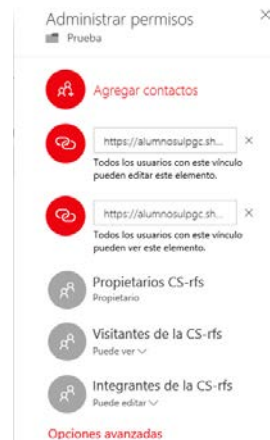 Administrar permisos
Prueba
Agregar contactos
https://alumnosulpgc.sh...
Todos los usuarios con este vínculo
pueden editar este elemento.
https://alumnosulpgc.sh...
Todos los usuarios con este vínculo
pueden ver este elemento.
Propietarios CS-rfs
Propietario
Visitantes de la CS-rfs
Puede ver
Integrantes de la CS-rfs
Puede editar
Opciones avanzadas